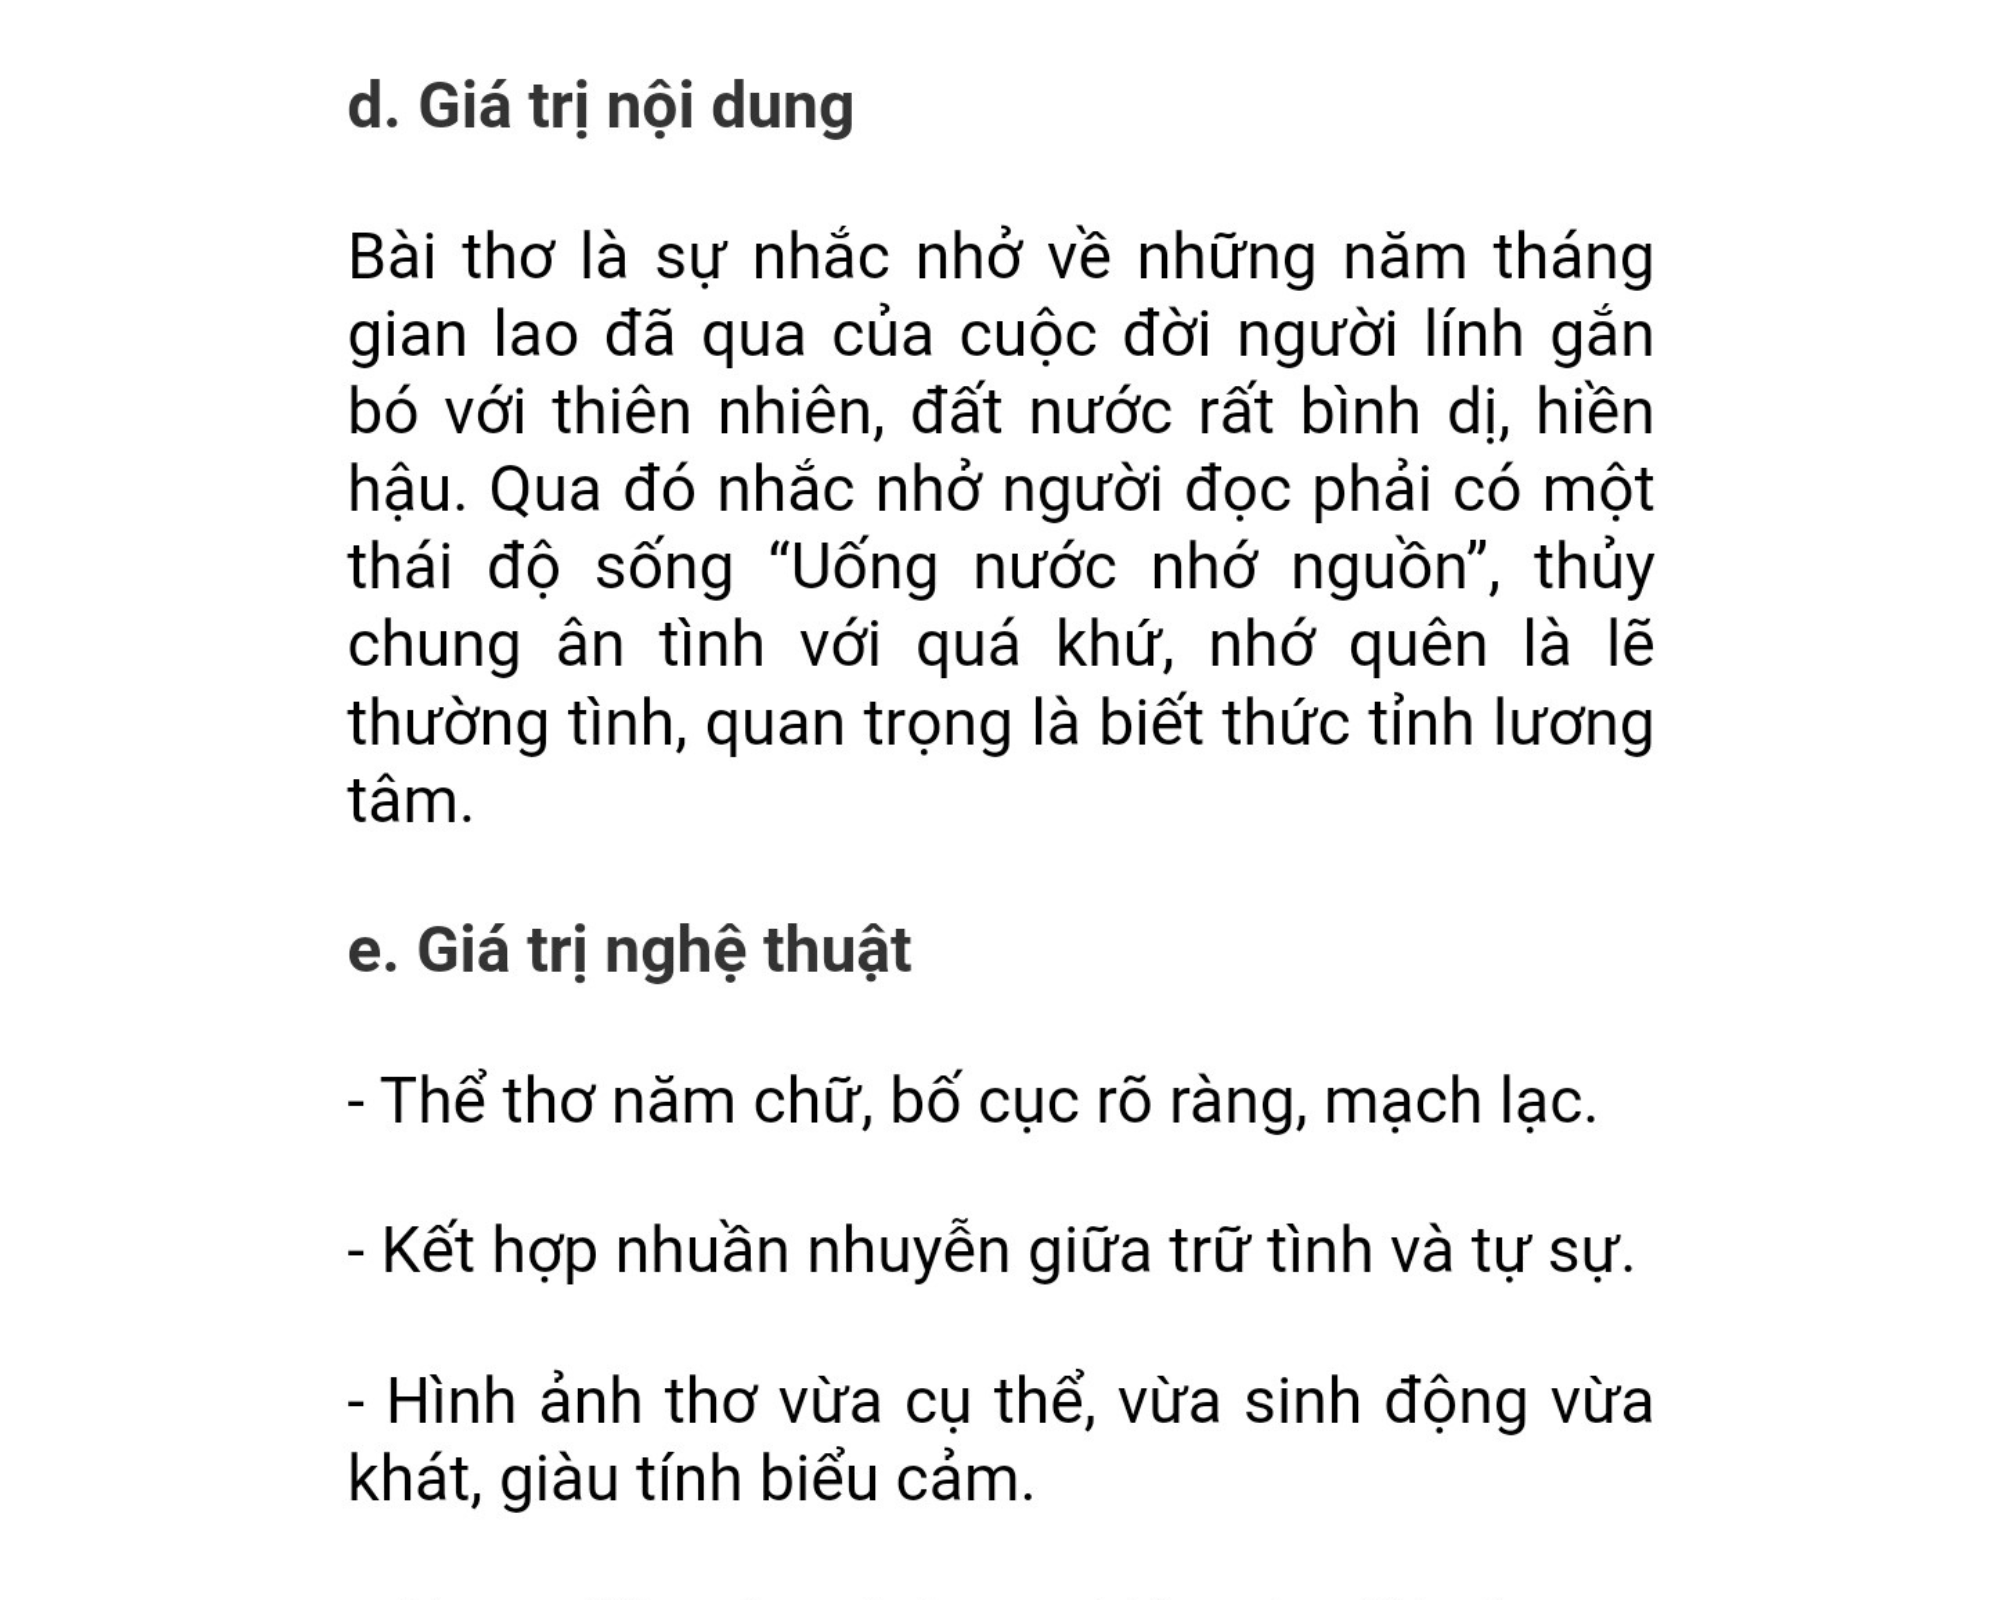 d. Giá trị nội dung
Bài thơ là sự nhắc nhở về những năm tháng
gian lao đã qua của cuộc đời người lính gắn
bó với thiên nhiên, đất nước rất bình dị, hiền
hậu. Qua đó nhắc nhở người đọc phải có một
thái độ sống “Uống nước nhớ nguồn”, thủy
chung ân tình với quá khứ, nhớ quên là lẽ
thường tình, quan trọng là biết thức tỉnh lương
tâm.
e. Giá trị nghệ thuật
- Thể thơ năm chữ, bố cục rõ ràng, mạch lạc.
- Kết hợp nhuần nhuyễn giữa trữ tình và tự sự.
- Hình ảnh thơ vừa cụ thể, vừa sinh động vừa
khát, giàu tính biểu cảm.